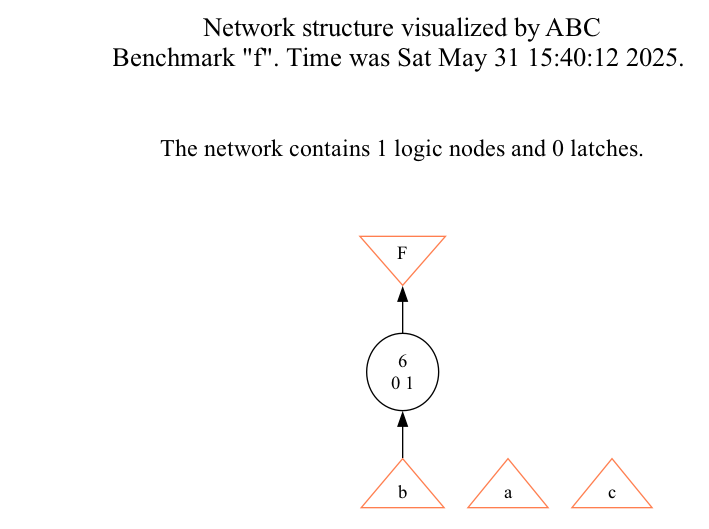 Network structure visualized by ABC
Benchmark "f". Time was Sat May 31 15:40:12 2025.
The network contains 1 logic nodes and 0 latches.
F
6
0 1
b
a
c